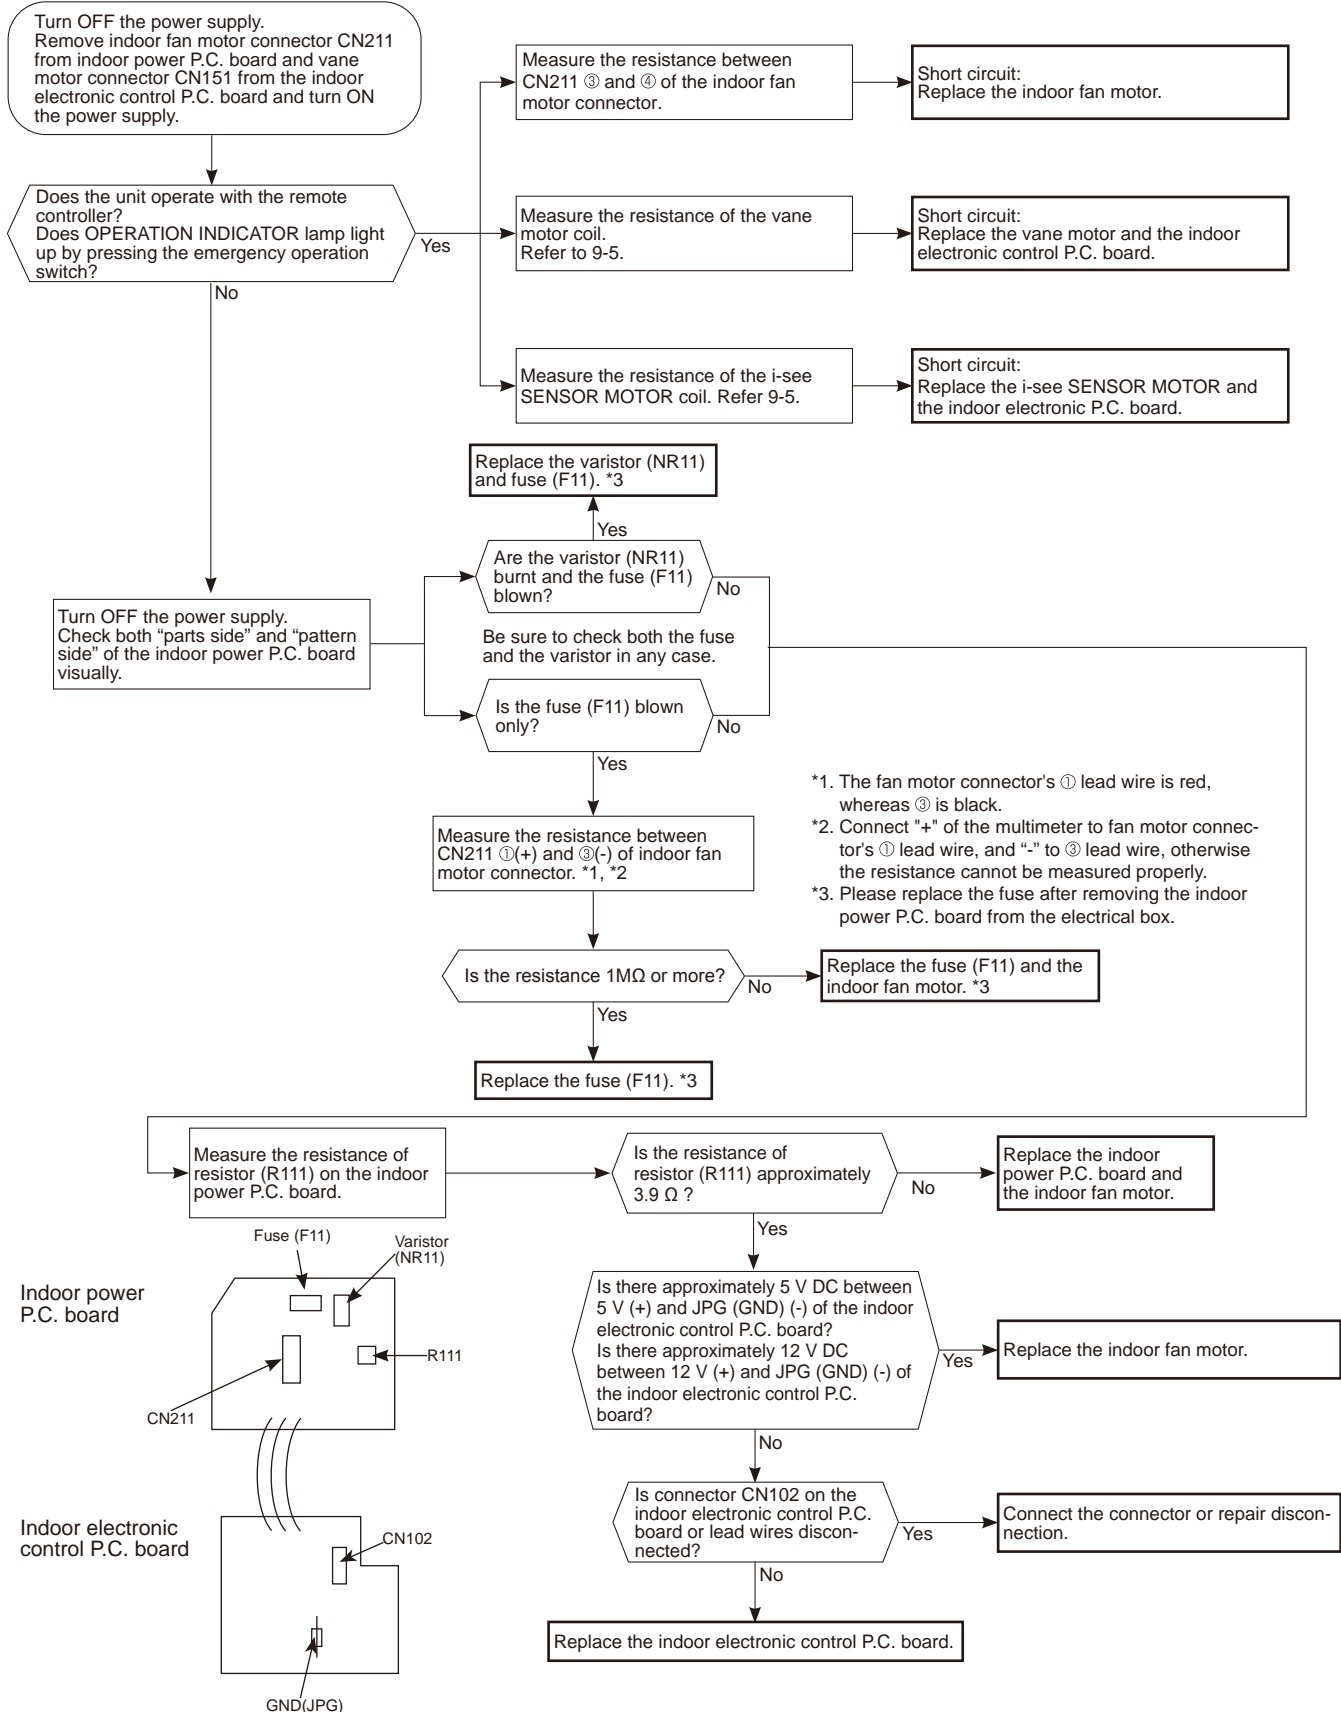 Turn OFF the power supply.
Remove indoor fan motor connector CN211
from indoor power P.C. board and vane
motor connector CN151 from the indoor
electronic control P.C. board and turn ON
the power supply.
Measure the resistance between
CN211 ③ and ④ of the indoor fan
motor connector.
Short circuit:
Replace the indoor fan motor.
Does the unit operate with the remote
controller?
Does OPERATION INDICATOR lamp light
up by pressing the emergency operation
switch?
Yes
No
Measure the resistance of the vane
motor coil.
Refer to 9-5.
Short circuit:
Replace the vane motor and the indoor
electronic control P.C. board.
Measure the resistance of the i-see
SENSOR MOTOR coil. Refer 9-5.
Short circuit:
Replace the i-see SENSOR MOTOR and
the indoor electronic P.C. board.
Replace the varistor (NR11)
and fuse (F11). *3
Yes
Are the varistor (NR11)
burnt and the fuse (F11)
blown?
No
Turn OFF the power supply.
Check both “parts side” and “pattern
side” of the indoor power P.C. board
visually.
Be sure to check both the fuse
and the varistor in any case.
Is the fuse (F11) blown
only?
No
Yes
Measure the resistance between
CN211 ①(+) and ③(-) of indoor fan
motor connector. *1, *2
*1. The fan motor connector's ① lead wire is red,
whereas ③ is black.
*2. Connect "+" of the multimeter to fan motor connec-
tor's ① lead wire, and “-” to ③ lead wire, otherwise
the resistance cannot be measured properly.
*3. Please replace the fuse after removing the indoor
power P.C. board from the electrical box.
Is the resistance 1MΩ or more?
No
Replace the fuse (F11) and the
indoor fan motor. *3
Yes
Replace the fuse (F11). *3
Measure the resistance of
resistor (R111) on the indoor
power P.C. board.
Is the resistance of
resistor (R111) approximately
3.9 Ω ?
No
Replace the indoor
power P.C. board and
the indoor fan motor.
Yes
Fuse (F11)
Varistor
(NR11)
Indoor power
P.C. board
R111
CN211
Is there approximately 5 V DC between
5 V (+) and JPG (GND) (-) of the indoor
electronic control P.C. board?
Is there approximately 12 V DC
between 12 V (+) and JPG (GND) (-) of
the indoor electronic control P.C.
board?
Yes
Replace the indoor fan motor.
No
Indoor electronic
control P.C. board
CN102
GND(JPG)
Is connector CN102 on the
indoor electronic control P.C.
board or lead wires discon-
nected?
Yes
Connect the connector or repair discon-
nection.
No
Replace the indoor electronic control P.C. board.